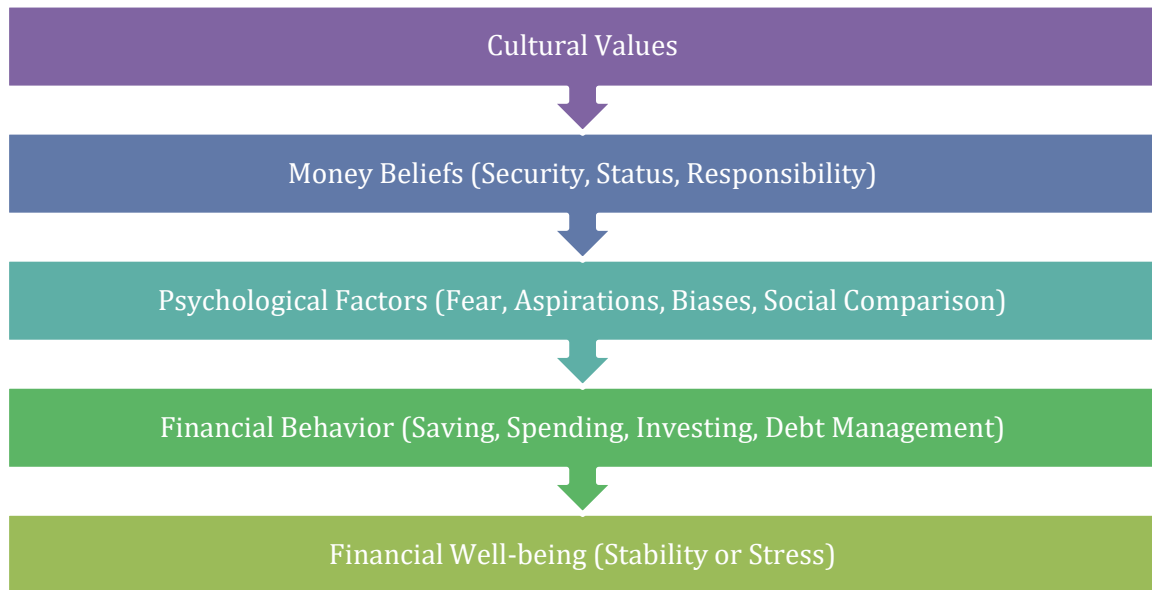 Cultural Values
Money Beliefs (Security, Status, Responsibility)
Psychological Factors (Fear, Aspirations, Biases, Social Comparison)
Financial Behavior (Saving, Spending, Investing, Debt Management)
Financial Well-being (Stability or Stress)